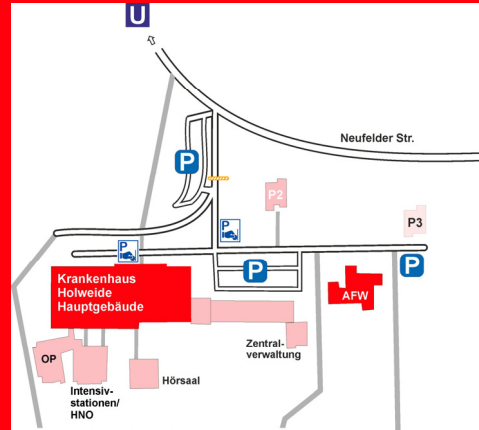 U
Neufelder Str.
P
P2
P3
P
P
P
P
Krankenhaus
Holweide
Hauptgebäude
AFW
OP
Zentral-
verwaltung
Hörsaal
Intensiv-
stationen/
HNO